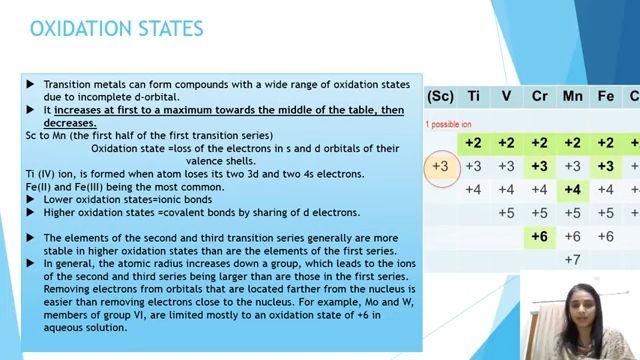 OXIDATION STATES
Transition metals can form compounds with a wide range of oxidation states
due to incomplete d-orbital.
It increases at first to a maximum towards the middle of the table, then
decreases.
Sc to Mn (the first half of the first transition series)
Oxidation state =loss of the electrons in s and d orbitals of their
valence shells.
Ti (IV) ion, is formed when atom loses its two 3d and two 4s electrons.
Fe(II) and Fe(III) being the most common.
Lower oxidation states=ionic bonds
Higher oxidation states =covalent bonds by sharing of d electrons.
The elements of the second and third transition series generally are more
stable in higher oxidation states than are the elements of the first series.
In general, the atomic radius increases down a group, which leads to the ions
of the second and third series being larger than are those in the first series.
Removing electrons from orbitals that are located farther from the nucleus is
easier than removing electrons close to the nucleus. For example, Mo and W,
members of group VI, are limited mostly to an oxidation state of +6 in
aqueous solution.
(Sc) Ti V Cr Mn Fe C
1 possible ion
+2 +2 +2 +2 +2 +2
+3 +3 +3 +3 +3 +3 +3
+4 +4 +4 +4 +4 +4
+5 +5 +5 +5 +
+6 +6 +6
+7